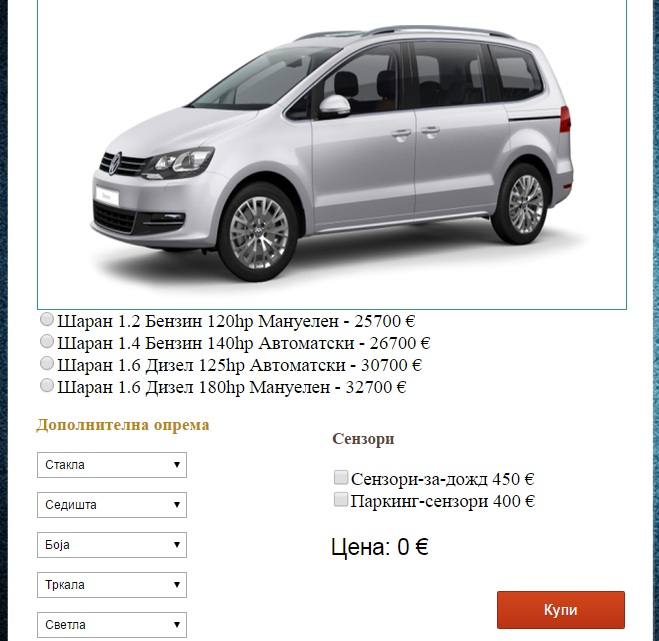 Шаран 1.2 Бензин 120hp Мануелен - 25700 €
Шаран 1.4 Бензин 140hp Автоматски - 26700 €
Шаран 1.6 Дизел 125hp Автоматски - 30700 €
Шаран 1.6 Дизел 180hp Мануелен - 32700 €
Дополнителна опрема
Стакла
Седишта
Боја
Тркала
Светла
Сензори
Сензори-за-дожд 450 €
Паркинг-сензори 400 €
Цена: 0 €
Купи